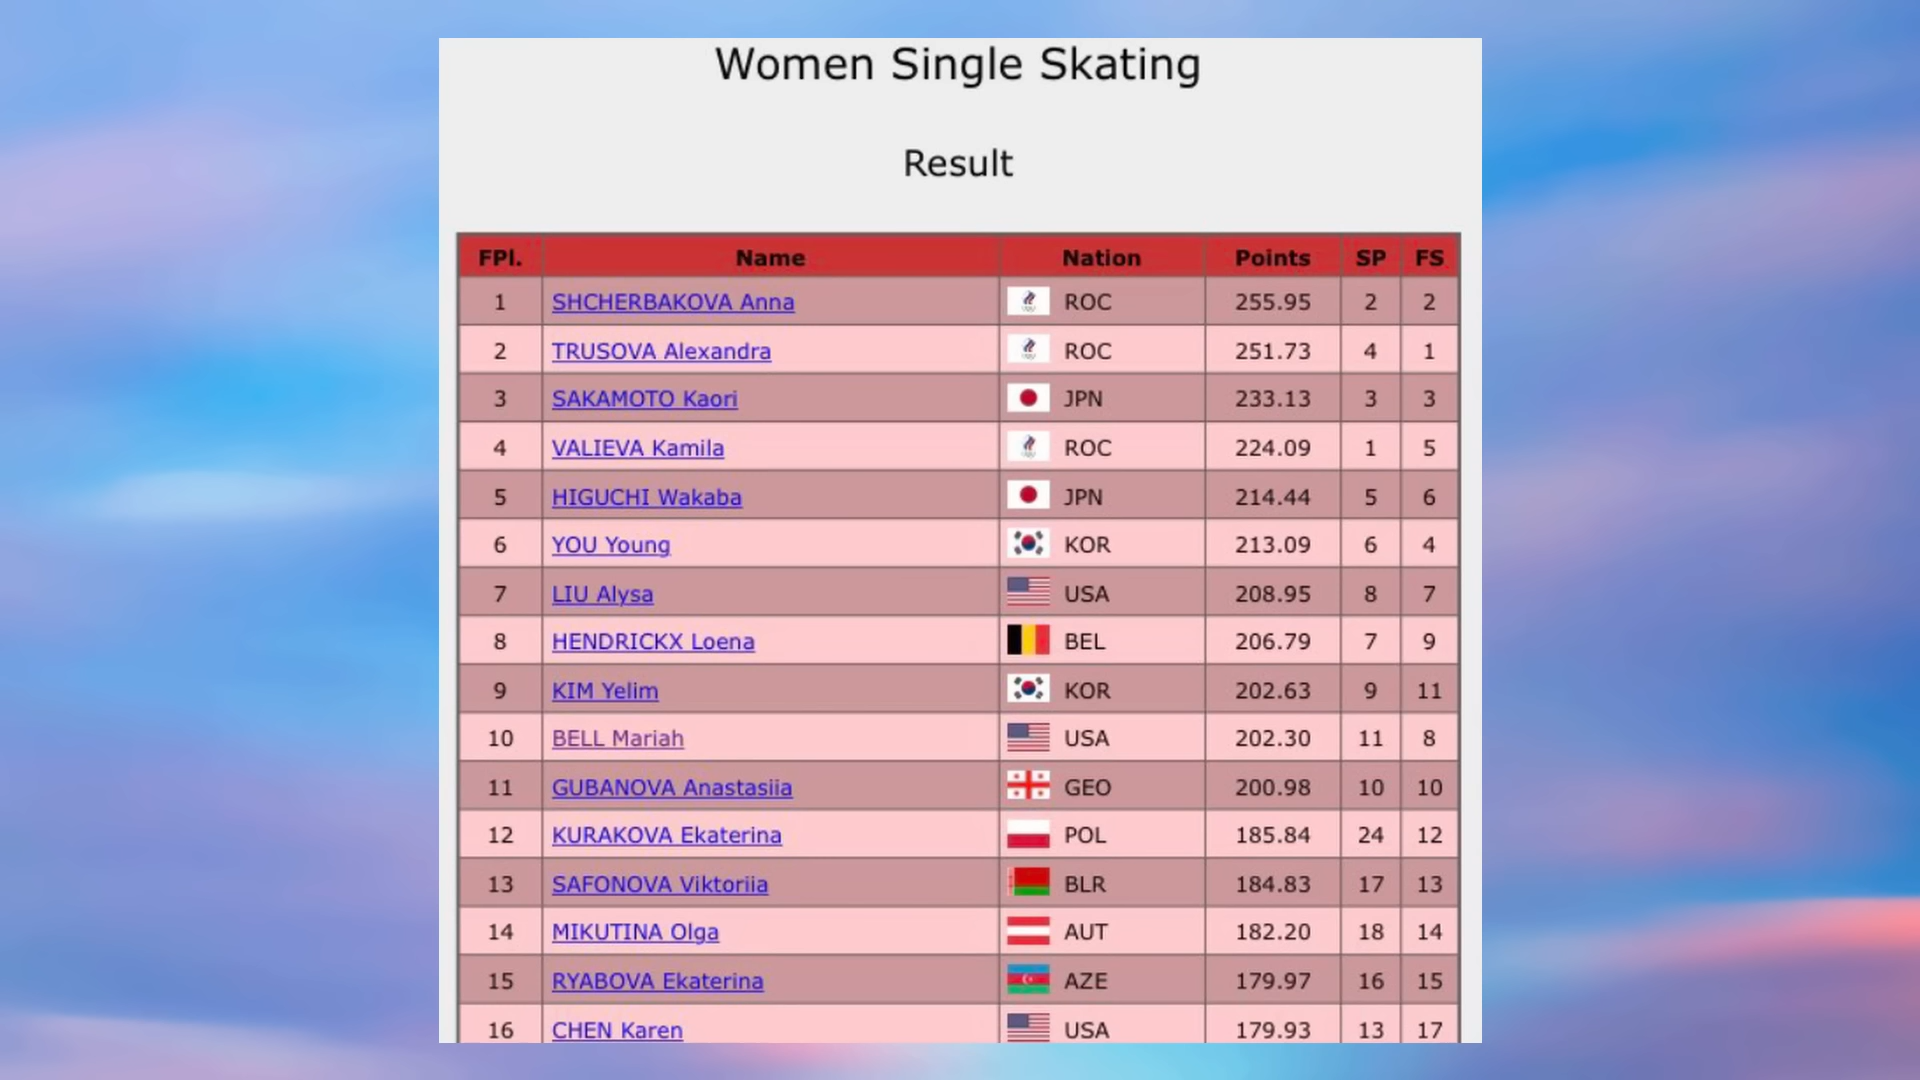 Women Single Skating
Result
FPl. Name Nation Points SP FS
1 SHCHERBAKOVA Anna ROC 255.95 2 2
2 TRUSOVA Alexandra ROC 251.73 4 1
3 SAKAMOTO Kaori JPN 233.13 3 3
4 VALIEVA Kamila ROC 224.09 1 5
5 HIGUCHI Wakaba JPN 214.44 5 6
6 YOU Young KOR 213.09 6 4
7 LIU Alysa USA 208.95 8 7
8 HENDRICKX Loena BEL 206.79 7 9
9 KIM Yelim KOR 202.63 9 11
10 BELL Mariah USA 202.30 11 8
11 GUBANOVA Anastasiia GEO 200.98 10 10
12 KURAKOVA Ekaterina POL 185.84 24 12
13 SAFONOVA Viktoriia BLR 184.83 17 13
14 MIKUTINA Olga AUT 182.20 18 14
15 RYABOVA Ekaterina AZE 179.97 16 15
16 CHEN Karen USA 179.93 13 17